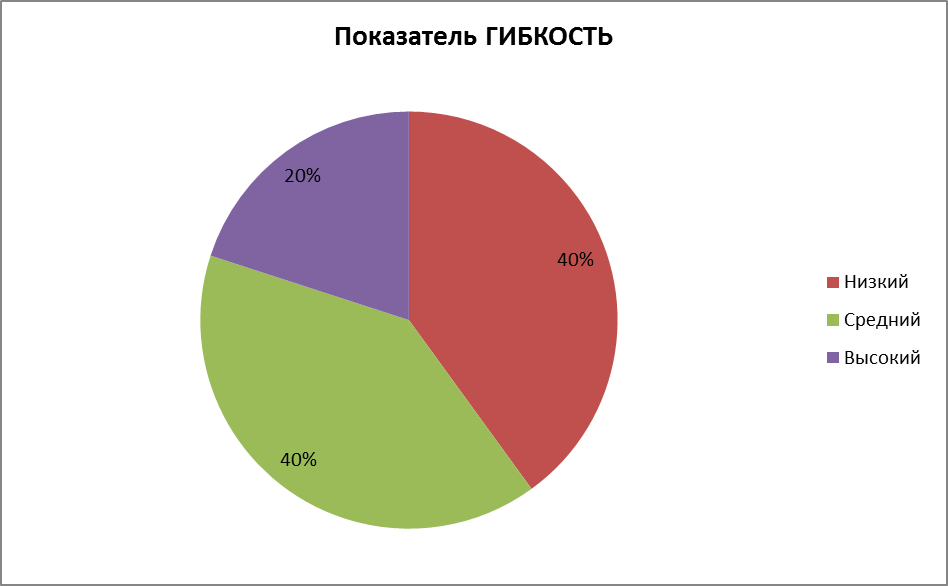 Показатель ГИБКОСТЬ
20%
40%
40%
Низкий
Средний
Высокий